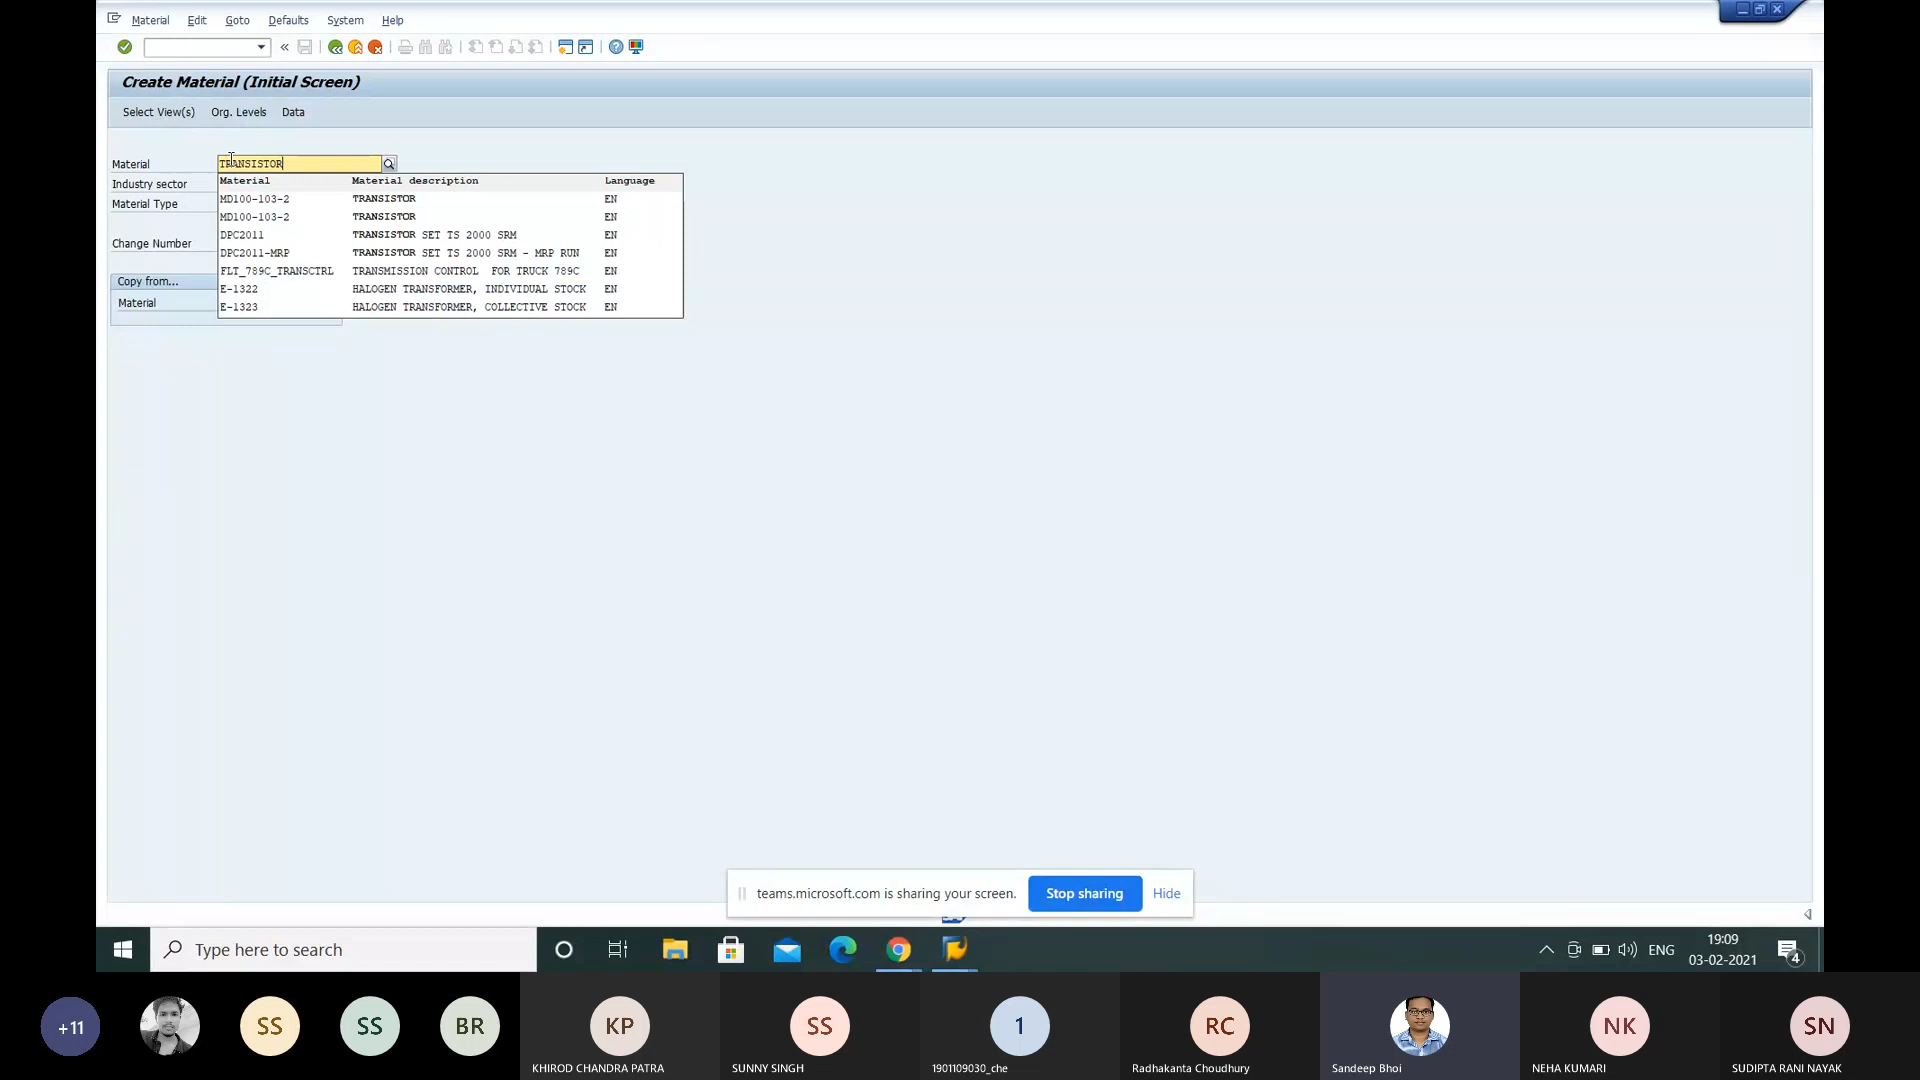 Material Edit Goto Defaults System Help
Create Material (Initial Screen)
Select View(s) Org. Levels Data
Material TRANSISTOR
Industry sector
Material Type
Change Number
Copy from...
Material
Material Material description Language
MD100-103-2 TRANSISTOR EN
MD100-103-2 TRANSISTOR EN
DPC2011 TRANSISTOR SET TS 2000 SRM EN
DPC2011-MRP TRANSISTOR SET TS 2000 SRM - MRP RUN EN
FLT_789C_TRANSCTRL TRANSMISSION CONTROL FOR TRUCK 789C EN
E-1322 HALOGEN TRANSFORMER, INDIVIDUAL STOCK EN
E-1323 HALOGEN TRANSFORMER, COLLECTIVE STOCK EN
teams.microsoft.com is sharing your screen. Stop sharing Hide
Type here to search
ENG
19:09
03-02-2021
4
+11
SS
SS
BR
KP
KHIROD CHANDRA PATRA
SS
SUNNY SINGH
1
1901109030_che
RC
Radhakanta Choudhury
Sandeep Bhoi
NK
NEHA KUMARI
SN
SUDIPTA RANI NAYAK